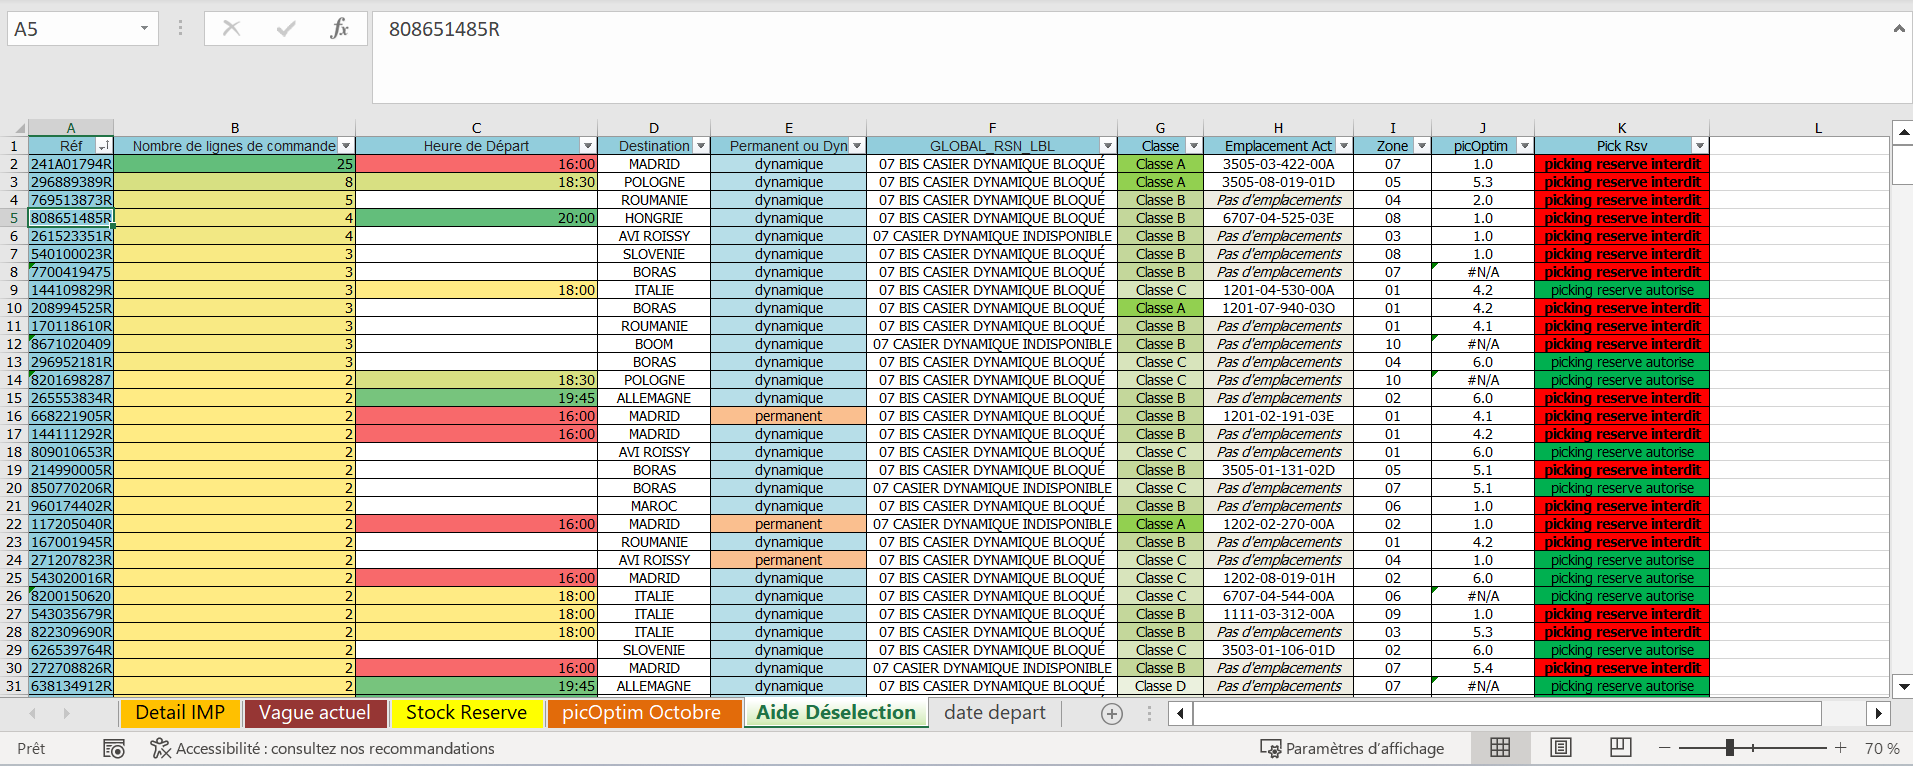 A5 fx 808651485R
A B C D E F G H I J K L
1 Réf Nombre de lignes de commande Heure de Départ Destination Permanent ou Dyn GLOBAL_RSN_LBL Classe Emplacement Act Zone picOptim Pick Rsv
2 241A01794R 25 16:00 MADRID dynamique 07 BIS CASIER DYNAMIQUE BLOQUÉ Classe A 3505-03-422-00A 07 1.0 picking reserve interdit
3 296889389R 8 18:30 POLOGNE dynamique 07 BIS CASIER DYNAMIQUE BLOQUÉ Classe A 3505-08-019-01D 05 5.3 picking reserve interdit
4 769513873R 5 ROUMANIE dynamique 07 BIS CASIER DYNAMIQUE BLOQUÉ Classe B Pas d'emplacements 04 2.0 picking reserve interdit
5 808651485R 4 20:00 HONGRIE dynamique 07 BIS CASIER DYNAMIQUE BLOQUÉ Classe B 6707-04-525-03E 08 1.0 picking reserve interdit
6 261523351R 4 AVI ROISSY dynamique 07 CASIER DYNAMIQUE INDISPONIBLE Classe B Pas d'emplacements 03 1.0 picking reserve interdit
7 540100023R 3 SLOVENIE dynamique 07 BIS CASIER DYNAMIQUE BLOQUÉ Classe B Pas d'emplacements 08 1.0 picking reserve interdit
8 7700419475 3 BORAS dynamique 07 BIS CASIER DYNAMIQUE BLOQUÉ Classe B Pas d'emplacements 07 #N/A picking reserve interdit
9 144109829R 3 18:00 ITALIE dynamique 07 BIS CASIER DYNAMIQUE BLOQUÉ Classe C 1201-04-530-00A 01 4.2 picking reserve autorise
10 208994525R 3 BORAS dynamique 07 BIS CASIER DYNAMIQUE BLOQUÉ Classe A 1201-07-940-03O 01 4.2 picking reserve interdit
11 170118610R 3 ROUMANIE dynamique 07 BIS CASIER DYNAMIQUE BLOQUÉ Classe B Pas d'emplacements 01 4.1 picking reserve interdit
12 8671020409 3 BOOM dynamique 07 CASIER DYNAMIQUE INDISPONIBLE Classe B Pas d'emplacements 10 #N/A picking reserve interdit
13 296952181R 3 BORAS dynamique 07 BIS CASIER DYNAMIQUE BLOQUÉ Classe C Pas d'emplacements 04 6.0 picking reserve autorise
14 8201698287 2 18:30 POLOGNE dynamique 07 BIS CASIER DYNAMIQUE BLOQUÉ Classe C Pas d'emplacements 10 #N/A picking reserve autorise
15 265553834R 2 19:45 ALLEMAGNE dynamique 07 BIS CASIER DYNAMIQUE BLOQUÉ Classe C Pas d'emplacements 02 6.0 picking reserve autorise
16 668221905R 2 16:00 MADRID permanent 07 BIS CASIER DYNAMIQUE BLOQUÉ Classe B 1201-02-191-03E 01 4.1 picking reserve interdit
17 144111292R 2 16:00 MADRID dynamique 07 BIS CASIER DYNAMIQUE BLOQUÉ Classe B Pas d'emplacements 01 4.2 picking reserve interdit
18 809010653R 2 AVI ROISSY dynamique 07 BIS CASIER DYNAMIQUE BLOQUÉ Classe C Pas d'emplacements 01 6.0 picking reserve autorise
19 214990005R 2 BORAS dynamique 07 BIS CASIER DYNAMIQUE BLOQUÉ Classe B 3505-01-131-02D 05 5.1 picking reserve interdit
20 850770206R 2 BORAS dynamique 07 CASIER DYNAMIQUE INDISPONIBLE Classe C Pas d'emplacements 07 5.1 picking reserve autorise
21 960174402R 2 MAROC dynamique 07 BIS CASIER DYNAMIQUE BLOQUÉ Classe B Pas d'emplacements 06 1.0 picking reserve interdit
22 117205040R 2 16:00 MADRID permanent 07 CASIER DYNAMIQUE INDISPONIBLE Classe A 1202-02-270-00A 02 1.0 picking reserve interdit
23 167001945R 2 ROUMANIE dynamique 07 BIS CASIER DYNAMIQUE BLOQUÉ Classe B Pas d'emplacements 01 4.2 picking reserve interdit
24 271207823R 2 AVI ROISSY permanent 07 BIS CASIER DYNAMIQUE BLOQUÉ Classe C Pas d'emplacements 04 1.0 picking reserve autorise
25 543020016R 2 16:00 MADRID dynamique 07 BIS CASIER DYNAMIQUE BLOQUÉ Classe C 1202-08-019-01H 02 6.0 picking reserve autorise
26 8200150620 2 18:00 ITALIE dynamique 07 BIS CASIER DYNAMIQUE BLOQUÉ Classe C 6707-04-544-00A 06 #N/A picking reserve autorise
27 543035679R 2 18:00 ITALIE dynamique 07 BIS CASIER DYNAMIQUE BLOQUÉ Classe B 1111-03-312-00A 09 1.0 picking reserve interdit
28 822309690R 2 18:00 ITALIE dynamique 07 BIS CASIER DYNAMIQUE BLOQUÉ Classe B Pas d'emplacements 03 5.3 picking reserve interdit
29 626539764R 2 SLOVENIE dynamique 07 BIS CASIER DYNAMIQUE BLOQUÉ Classe C 3503-01-106-01D 02 6.0 picking reserve autorise
30 272708826R 2 16:00 MADRID dynamique 07 CASIER DYNAMIQUE INDISPONIBLE Classe B Pas d'emplacements 07 5.4 picking reserve interdit
31 638134912R 2 19:45 ALLEMAGNE dynamique 07 BIS CASIER DYNAMIQUE BLOQUÉ Classe D Pas d'emplacements 07 #N/A picking reserve autorise
Detail IMP Vague actuel Stock Reserve picOptim Octobre Aide Déselection date depart
Prêt Accessibilité : consultez nos recommandations Paramètres d'affichage 70 %